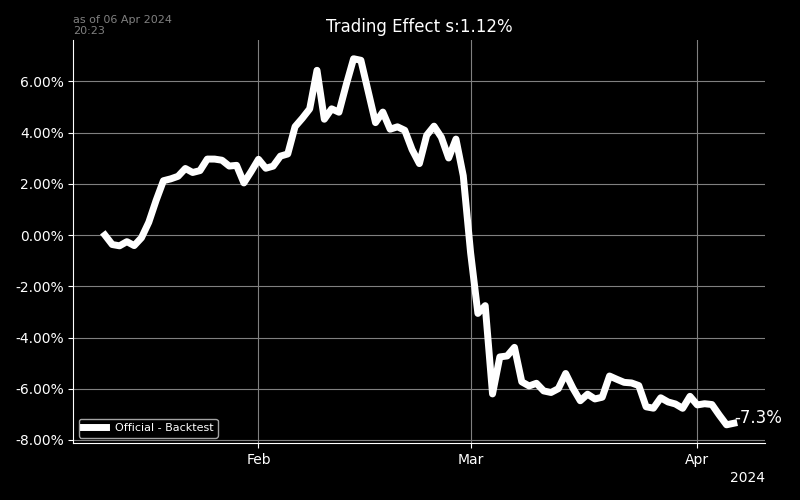 as of 06 Apr 2024
20:23
Trading Effect s:1.12%
6.00%
4.00%
2.00%
0.00%
-2.00%
-4.00%
-6.00%
-8.00%
Official - Backtest
-7.3%
Feb
Mar
Apr
2024